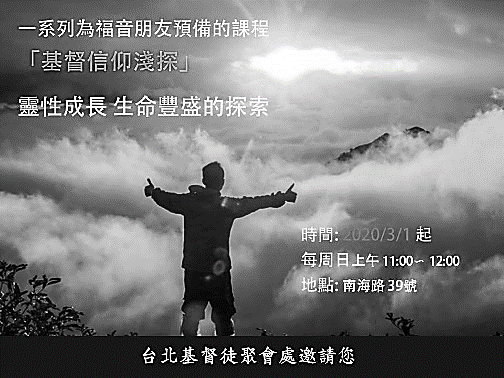 一系列為福音朋友預備的課程
「基督信仰淺探」
靈性成長 生命豐盛的探索
時間: 2020/3/1 起
每周日上午 11:00– 12:00
地點: 南海路 39號
台北基督徒聚會處邀請您